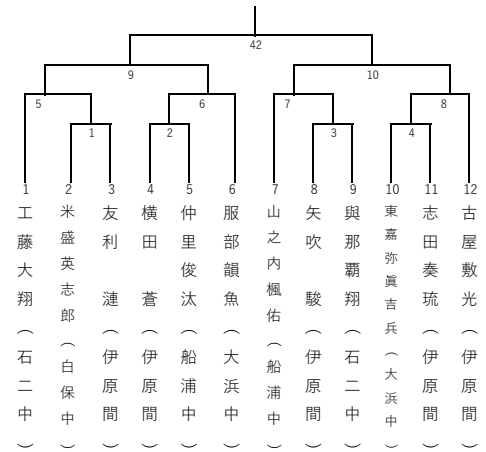 42
9
10
5
6
7
8
1
2
3
4
1
2
3
4
5
6
7
8
9
10
11
12
工藤大翔（石二中）
米盛英志郎（白保中）
友利　漣（伊原間）
横田　蒼（伊原間）
仲里俊汰（船浦中）
服部韻魚（大浜中）
山之内楓佑（船浦中）
矢吹　駿（伊原間）
與那覇翔（石二中）
東嘉弥眞吉兵（大浜中）
志田奏琉（伊原間）
古屋敷光（伊原間）